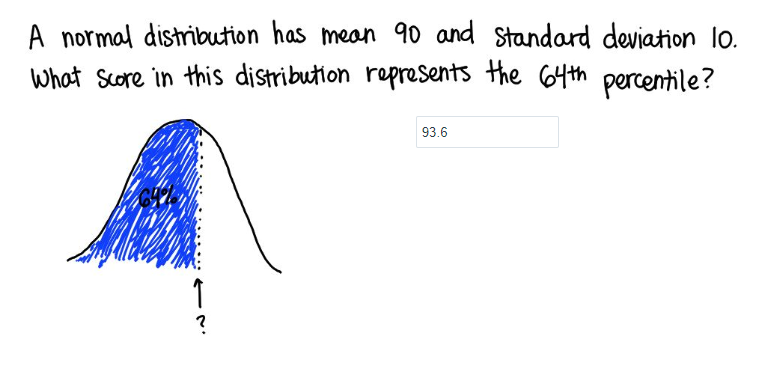 A normal distribution has mean 90 and standard deviation 10.
What score in this distribution represents the 64th percentile?
93.6
64%
?